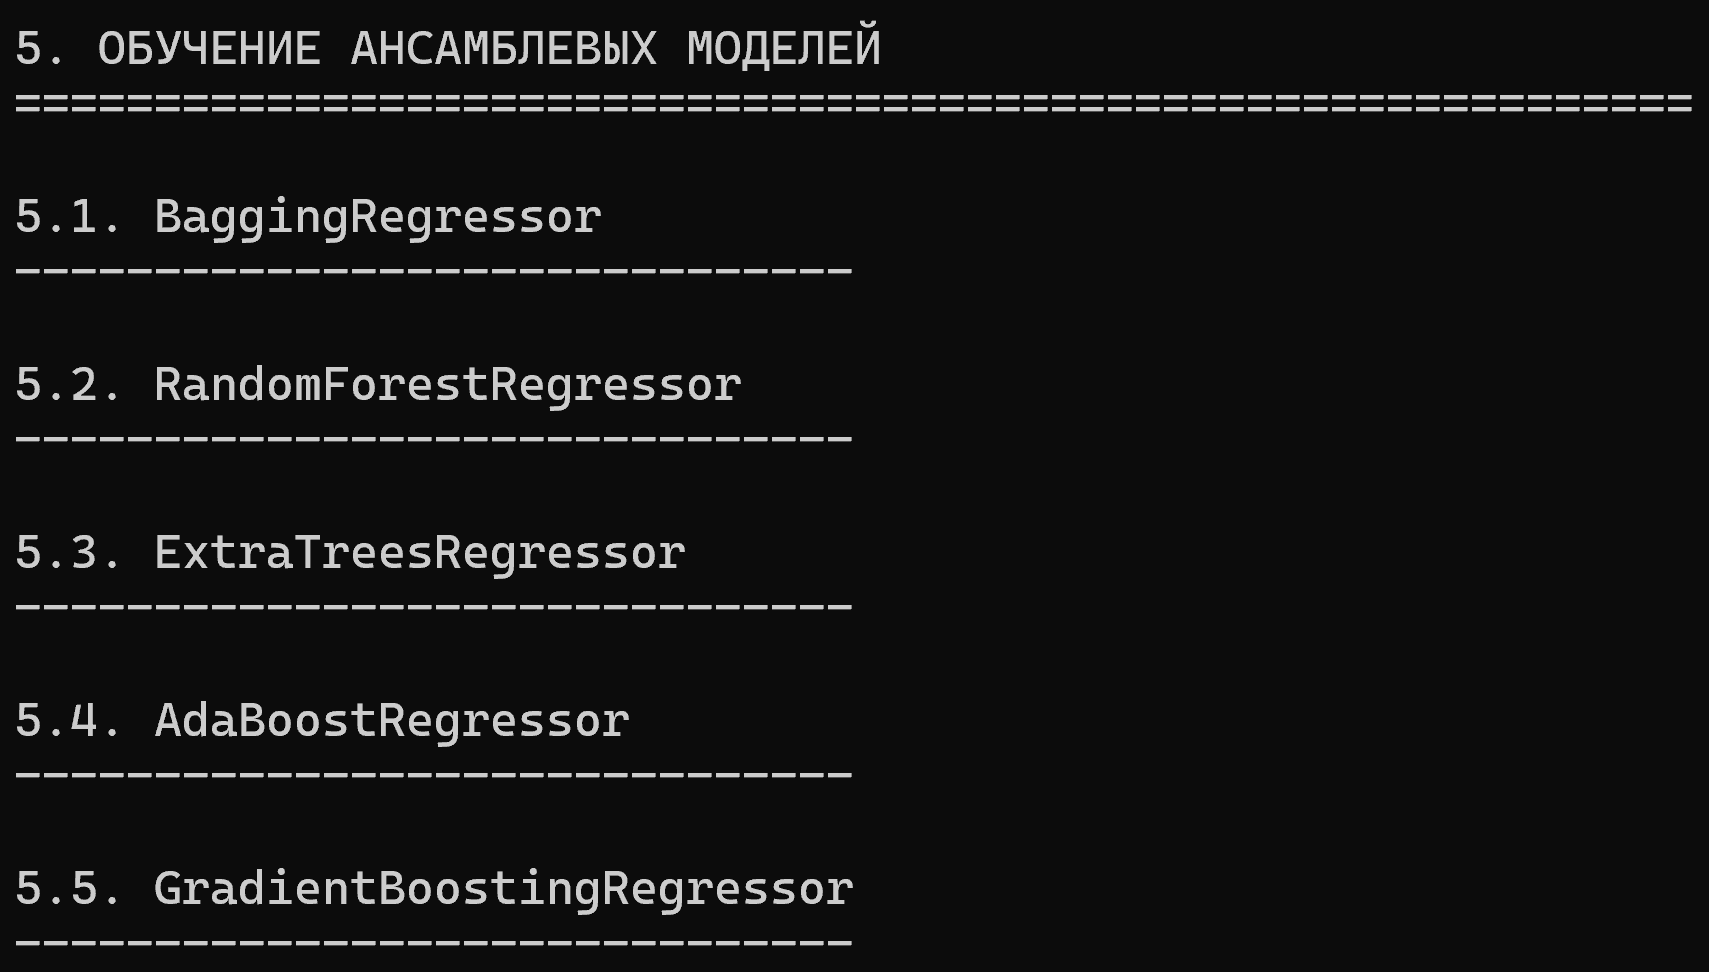 5. ОБУЧЕНИЕ АНСАМБЛЕВЫХ МОДЕЛЕЙ
============================================================
5.1. BaggingRegressor
------------------------------
5.2. RandomForestRegressor
------------------------------
5.3. ExtraTreesRegressor
------------------------------
5.4. AdaBoostRegressor
------------------------------
5.5. GradientBoostingRegressor
------------------------------